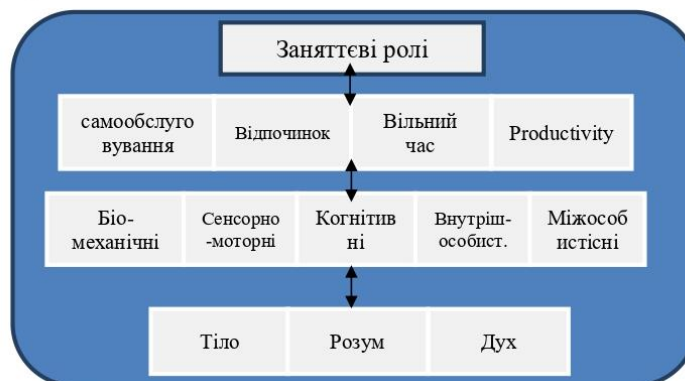 Заняттєві ролі
самообслуго
вування
Відпочинок
Вільний
час
Productivity
Біо-
механічні
Сенсорно
-моторні
Когнітив
ні
Внутріш-
особист.
Міжособ
истісні
Тіло
Розум
Дух